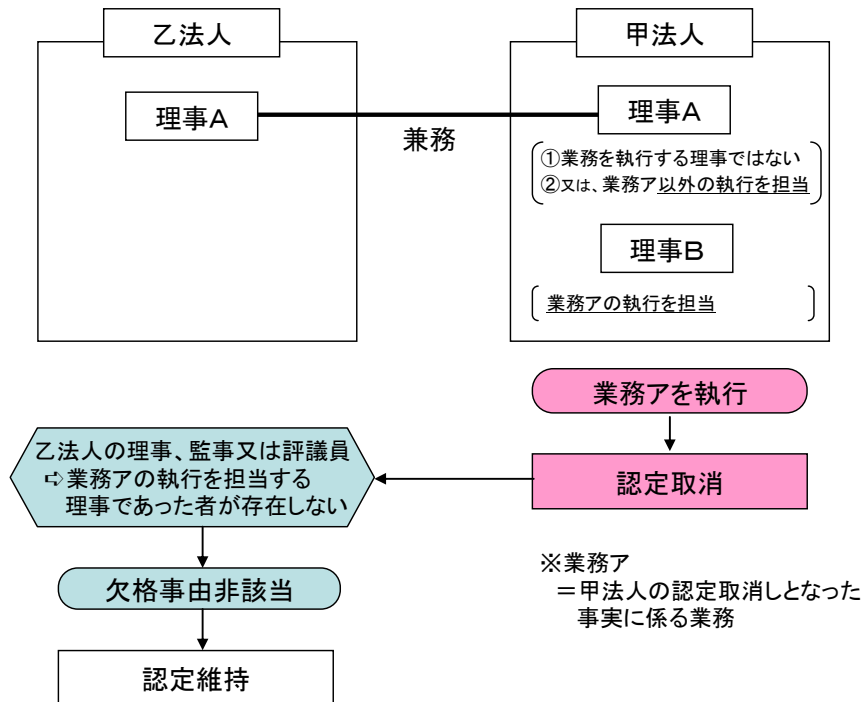 乙法人
甲法人
理事A
兼務
理事A
①業務を執行する理事ではない
②又は、業務ア以外の執行を担当
理事B
業務アの執行を担当
業務アを執行
認定取消
乙法人の理事、監事又は評議員
⇨業務アの執行を担当する
理事であった者が存在しない
欠格事由非該当
認定維持
※業務ア
＝甲法人の認定取消しとなった
事実に係る業務